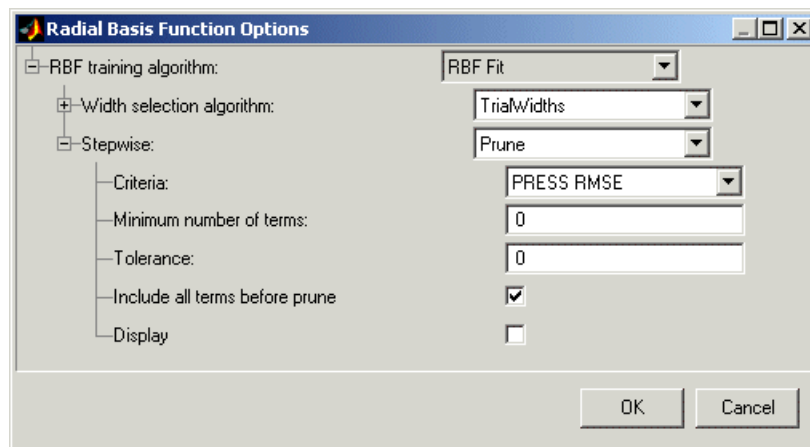 Radial Basis Function Options
RBF training algorithm: RBF Fit
Width selection algorithm: TrialWidths
Stepwise: Prune
Criteria: PRESS RMSE
Minimum number of terms: 0
Tolerance: 0
Include all terms before prune
Display
OK Cancel